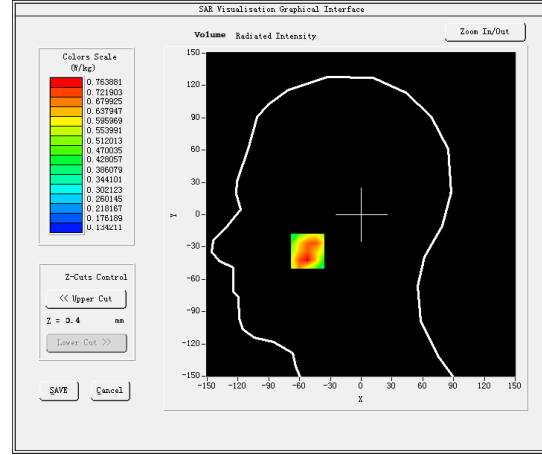 SAR Visualisation Graphical Interface
Volume Radiated Intensity
Zoom In/Out
Colors Scale
(W/kg)
0.763881
0.721903
0.679925
0.637947
0.595969
0.553991
0.512013
0.470035
0.428057
0.386079
0.344101
0.302123
0.260145
0.218167
0.176189
0.134211
Z-Cuts Control
<< Upper Cut
Z = 0.4 mm
Lower Cut >>
SAVE Cancel
150
120
90
60
30
0
-30
-60
-90
-120
-150
Y
-150 -120 -90 -60 -30 0 30 60 90 120 150
X